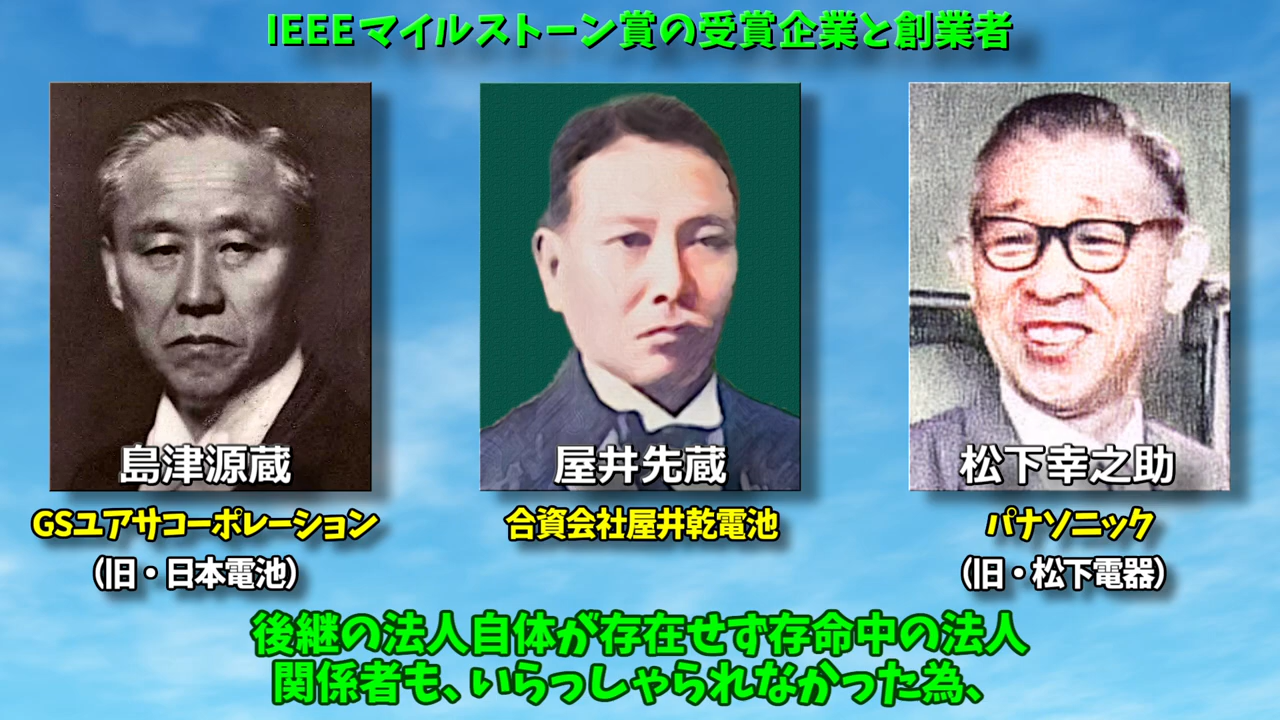 IEEEマイルストーン賞の受賞企業と創業者
島津源蔵
屋井先蔵
松下幸之助
GSユアサコーポレーション
合資会社屋井乾電池
パナソニック
（旧・日本電池）
（旧・松下電器）
後継の法人自体が存在せず存命中の法人
関係者も、いらっしゃられなかった為、